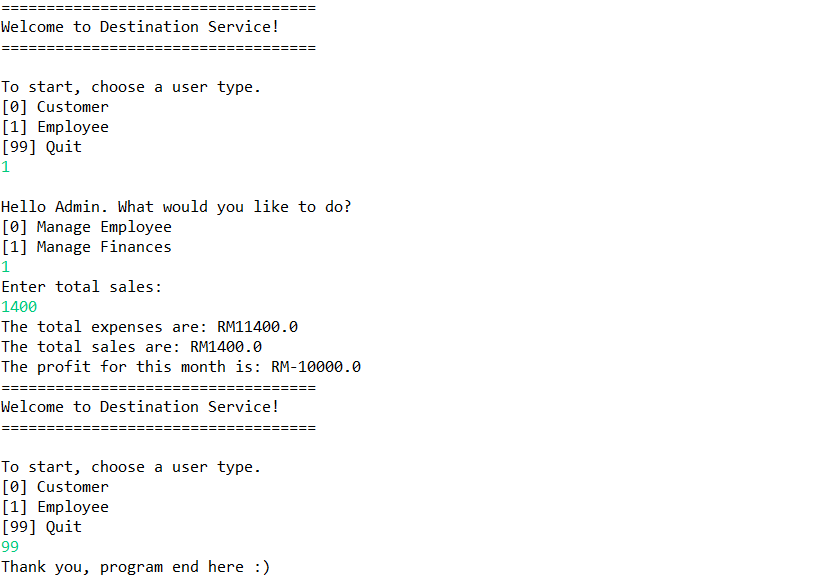 ===================================
Welcome to Destination Service!
===================================
To start, choose a user type.
[0] Customer
[1] Employee
[99] Quit
1
Hello Admin. What would you like to do?
[0] Manage Employee
[1] Manage Finances
1
Enter total sales:
1400
The total expenses are: RM11400.0
The total sales are: RM1400.0
The profit for this month is: RM-10000.0
===================================
Welcome to Destination Service!
===================================
To start, choose a user type.
[0] Customer
[1] Employee
[99] Quit
99
Thank you, program end here :)